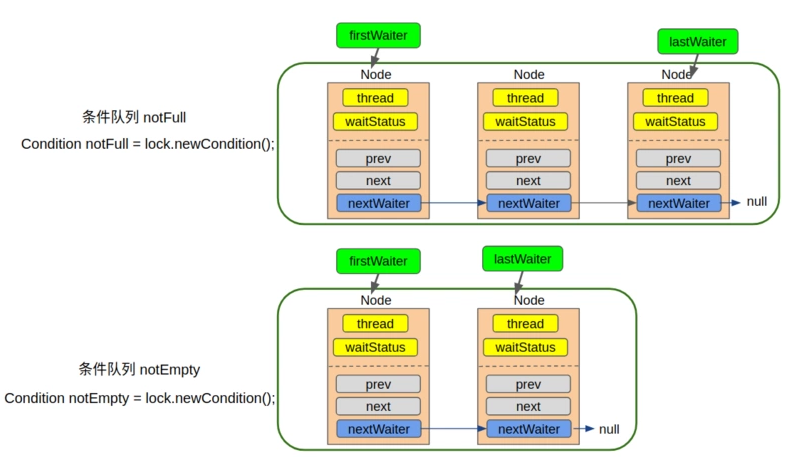 firstWaiter
lastWaiter
Node
Node
Node
thread
thread
thread
条件队列 notFull
waitStatus
waitStatus
waitStatus
Condition notFull = lock.newCondition();
prev
prev
prev
next
next
next
nextWaiter
nextWaiter
nextWaiter
null
firstWaiter
lastWaiter
Node
Node
thread
thread
waitStatus
waitStatus
条件队列 notEmpty
prev
prev
Condition notEmpty = lock.newCondition();
next
next
nextWaiter
nextWaiter
null